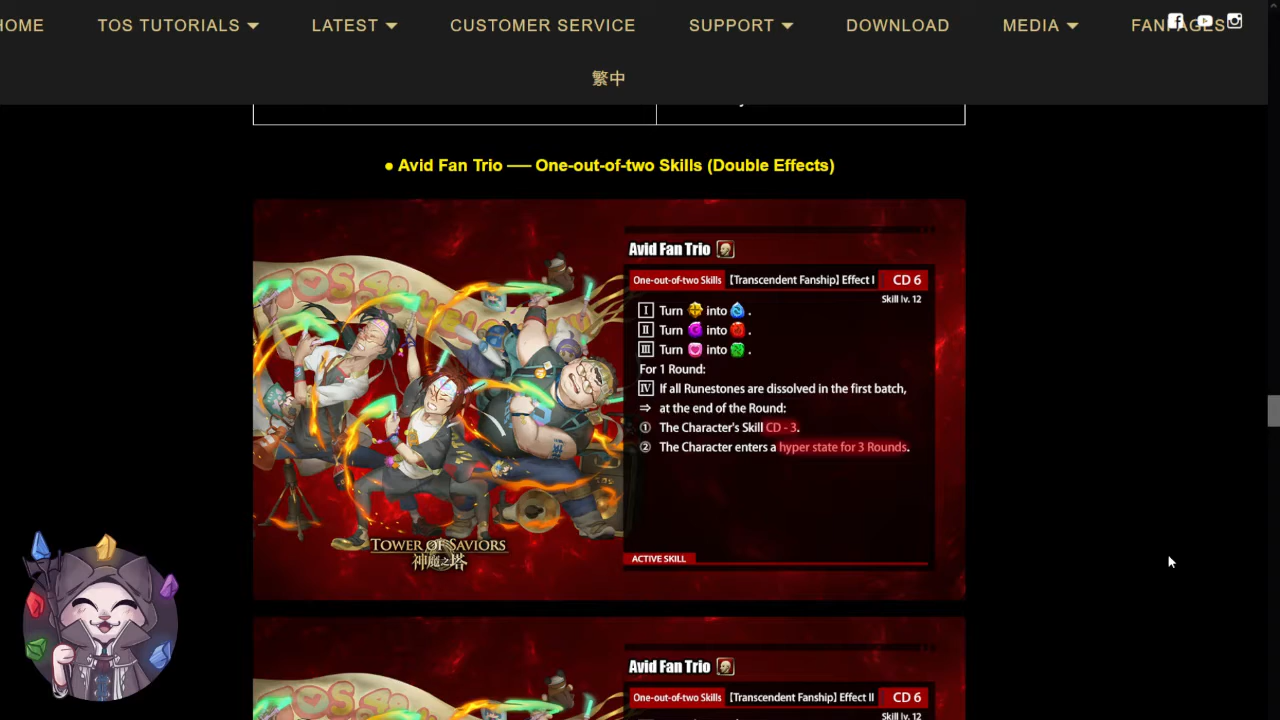 HOME TOS TUTORIALS LATEST CUSTOMER SERVICE SUPPORT DOWNLOAD MEDIA FANPAGES
繁中
● Avid Fan Trio ── One-out-of-two Skills (Double Effects)
TOS
Avid Fan Trio
One-out-of-two Skills 【Transcendent Fanship】 Effect I CD 6
Skill lv. 12
I Turn into .
II Turn into .
III Turn into .
For 1 Round:
IV If all Runestones are dissolved in the first batch,
⇒ at the end of the Round:
① The Character's Skill CD - 3.
② The Character enters a hyper state for 3 Rounds.
TOWER OF SAVIORS
神魔之塔
ACTIVE SKILL
Avid Fan Trio
One-out-of-two Skills 【Transcendent Fanship】 Effect II CD 6
Skill lv. 12
TOS